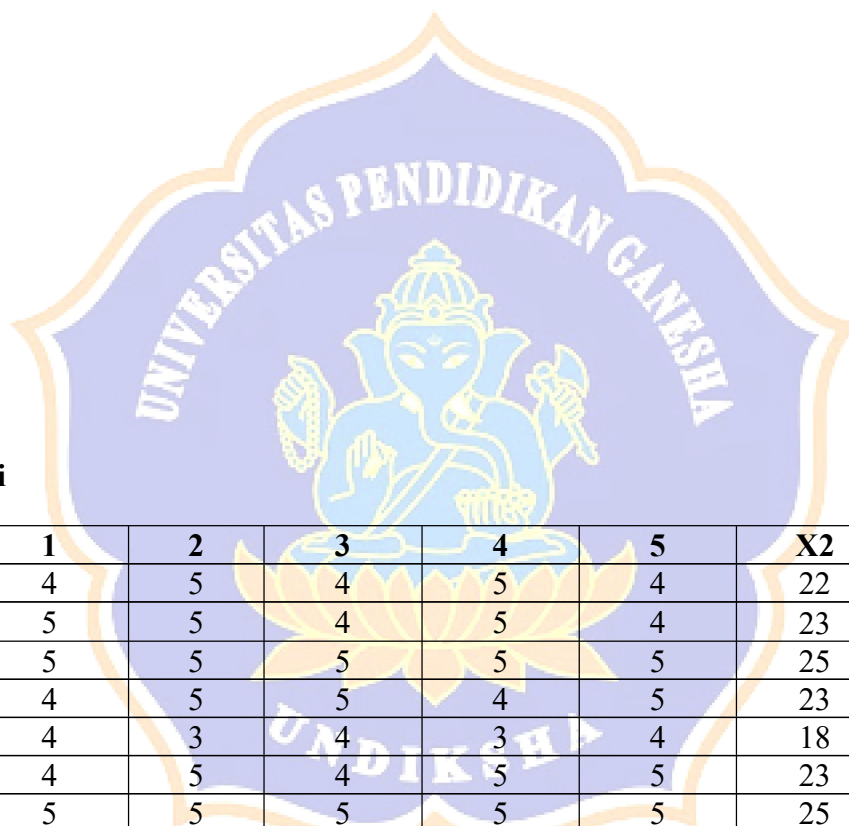 UNIVERSITAS PENDIDIKAN GANESHA
i
1 2 3 4 5 X2
4 5 4 5 4 22
5 5 4 5 4 23
5 5 5 5 5 25
4 5 5 4 5 23
4 3 4 3 4 18
UNDIKSHA
4 5 4 5 5 23
5 5 5 5 5 25